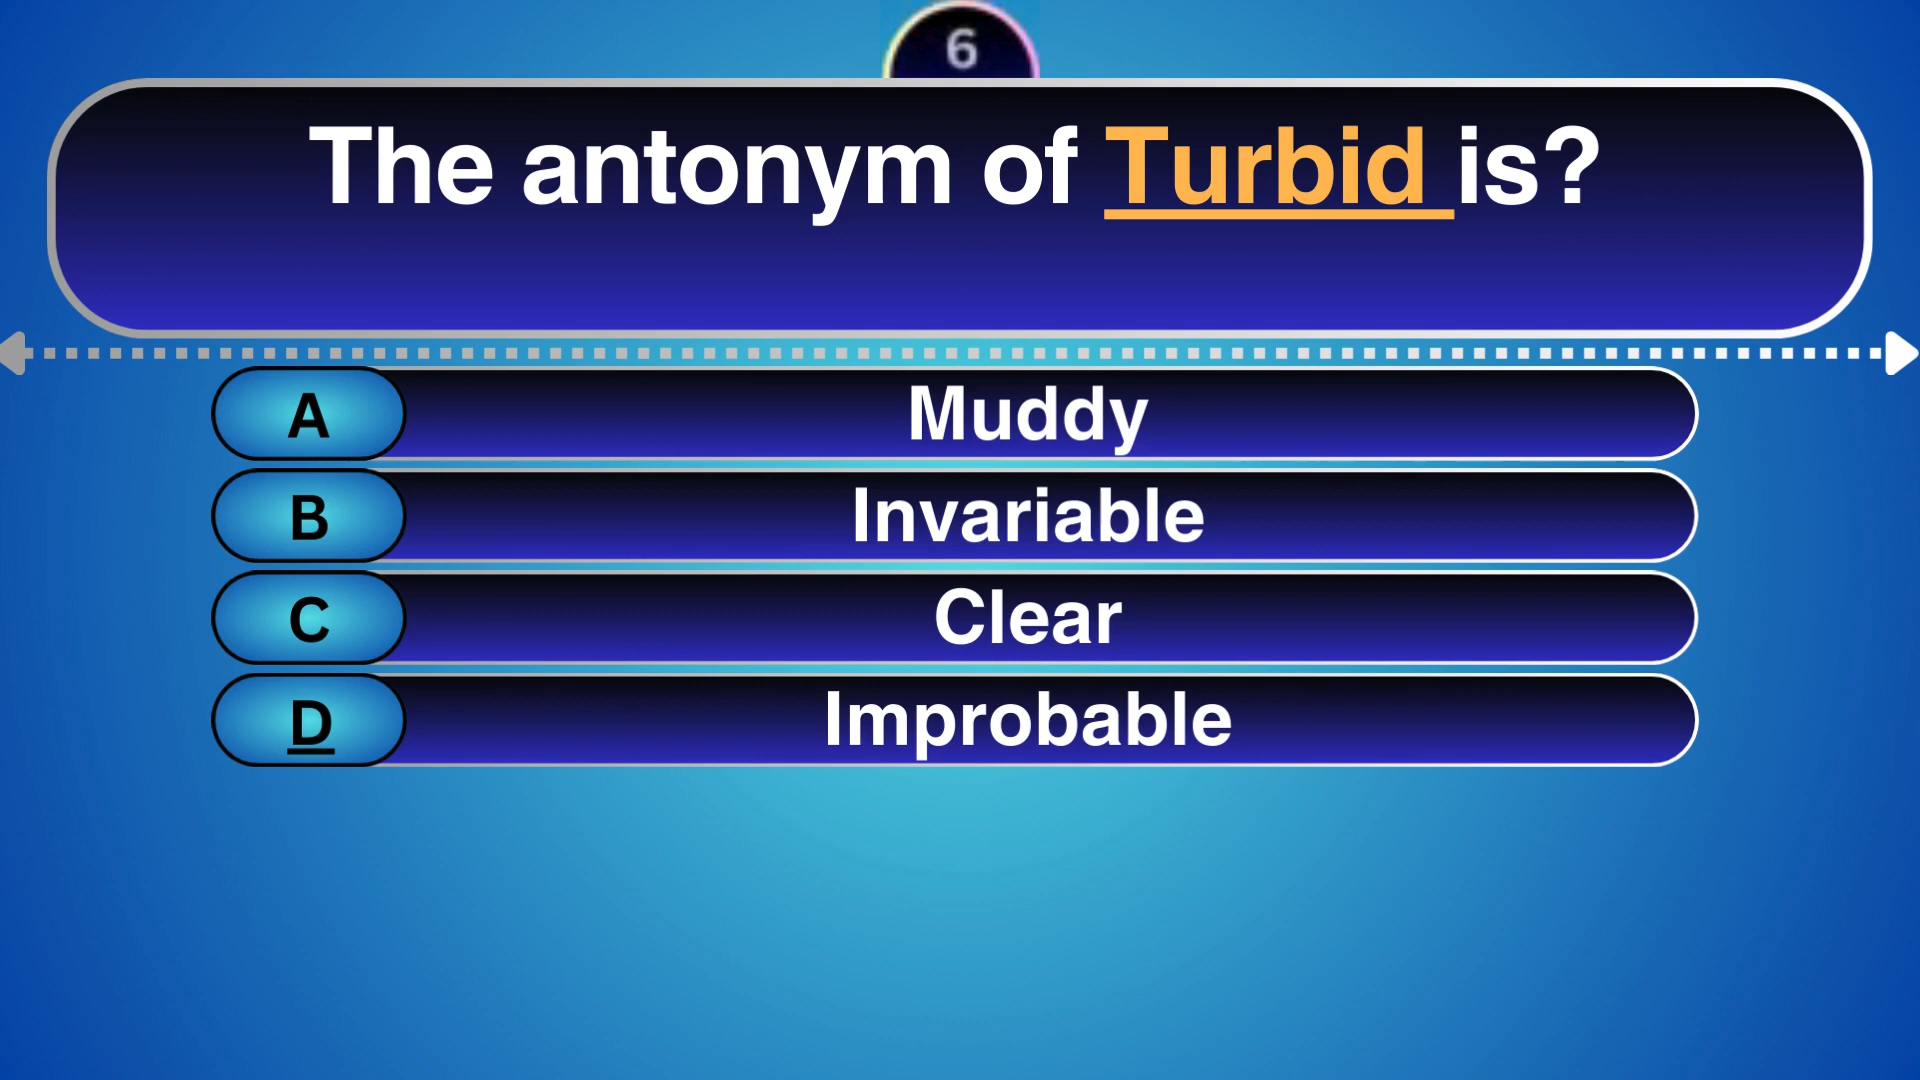 6
The antonym of Turbid is?
A Muddy
B Invariable
C Clear
D Improbable